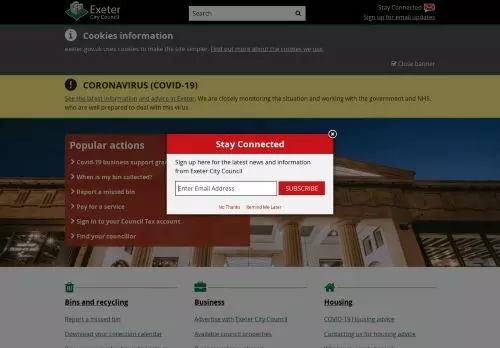 Exeter
City Council
Search
Stay Connected
Sign up for email updates
Cookies information
exeter.gov.uk uses cookies to make the site simpler. Find out more about the cookies we use.
Close banner
CORONAVIRUS (COVID-19)
See the latest information and advice in Exeter. We are closely monitoring the situation and working with the government and NHS,
who are well prepared to deal with this virus.
Popular actions
Covid-19 business support gra
When is my bin collected?
Report a missed bin
Pay for a service
Sign in to your Council Tax account
Find your councillor
Stay Connected
Sign up here for the latest news and information
from Exeter City Council
Enter Email Address
SUBSCRIBE
No Thanks
Remind Me Later
Bins and recycling
Report a missed bin
Download your collection calendar
Business
Advertise with Exeter City Council
Available council properties
Housing
COVID-19 Housing advice
Contacting us for housing advice